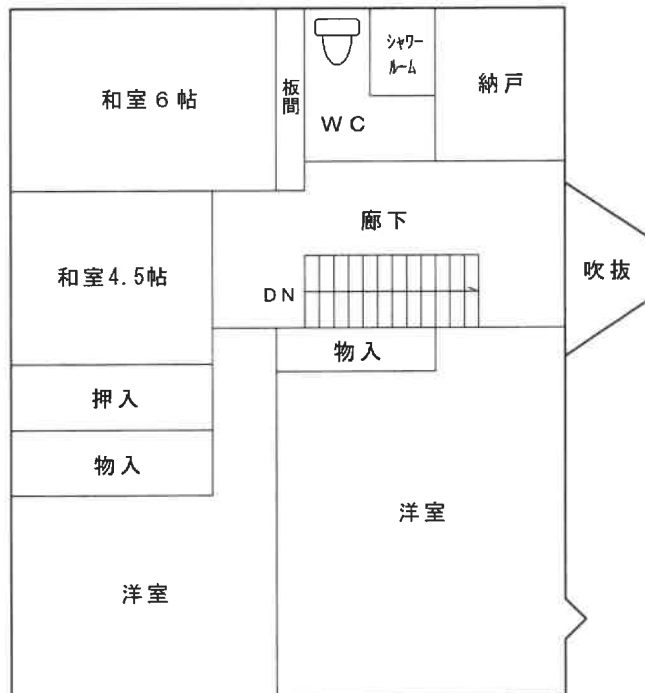 和室６帖
板間
ＷＣ
シャワー
ルーム
納戸
廊下
和室4.5帖
DN
吹抜
物入
押入
物入
洋室
洋室